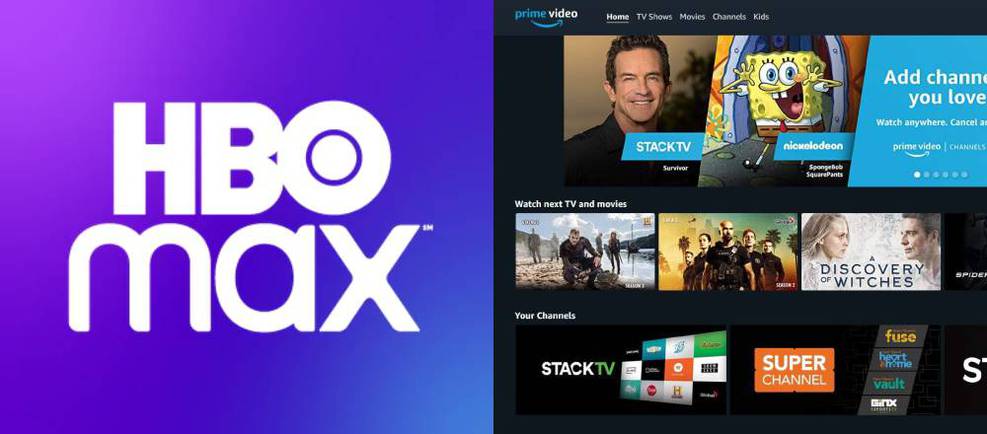 HBO
max
SM
prime video
Home TV Shows Movies Channels Kids
STACKTV
Survivor
nickelodeon
SpongeBob
SquarePants
Add channe
you love
Watch anywhere. Cancel an
prime video | CHANNELS
Watch next TV and movies
VIKINGS
SEASON 2
S.W.A.T.
A
DISCOVERY
OF WITCHES
SPIDER
Your Channels
STACKTV
SUPER
CHANNEL
fuse
heart
home
vault
GINX
ST